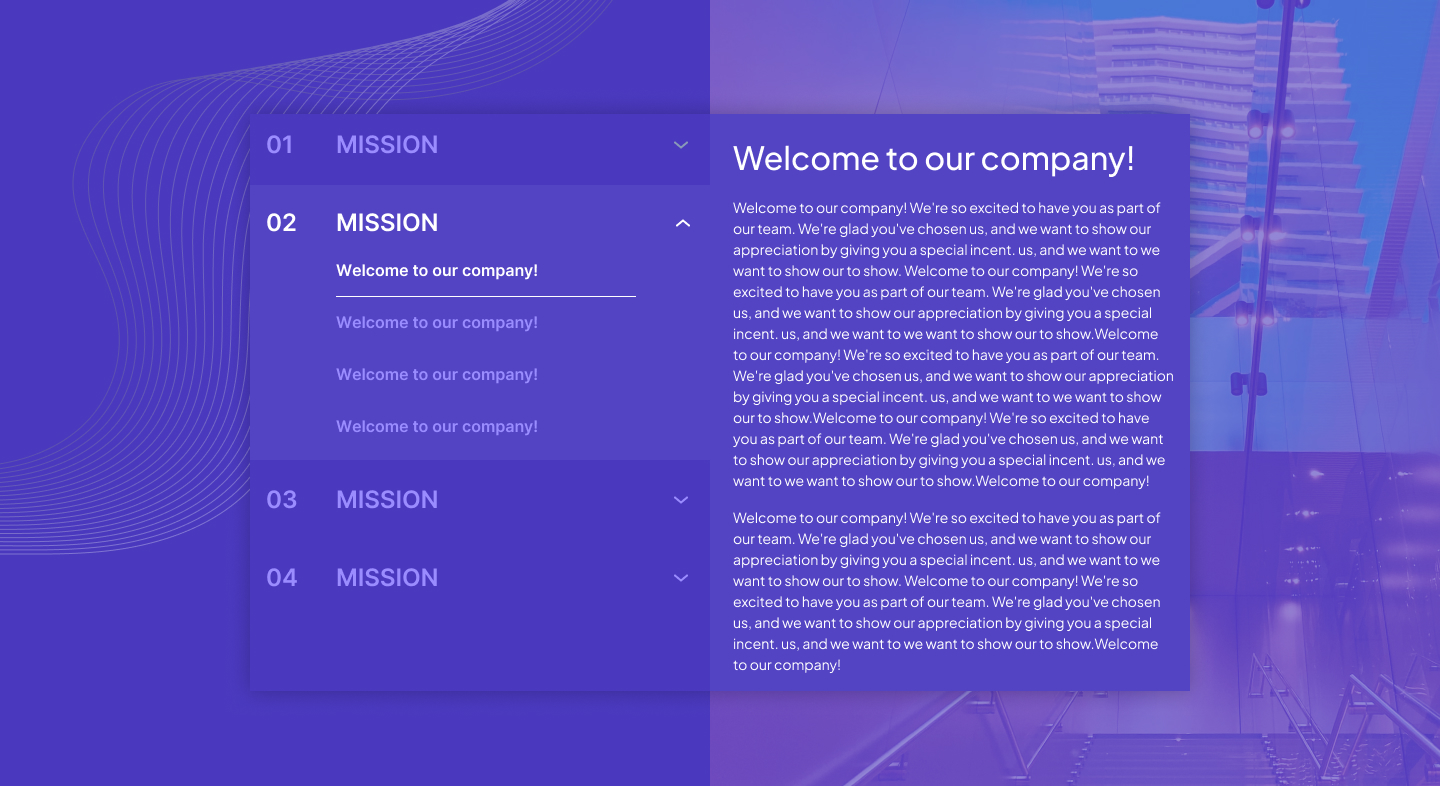 01 MISSION
02 MISSION
Welcome to our company!
Welcome to our company!
Welcome to our company!
Welcome to our company!
03 MISSION
04 MISSION
Welcome to our company!
Welcome to our company! We're so excited to have you as part of
our team. We're glad you've chosen us, and we want to show our
appreciation by giving you a special incent. us, and we want to we
want to show our to show. Welcome to our company! We're so
excited to have you as part of our team. We're glad you've chosen
us, and we want to show our appreciation by giving you a special
incent. us, and we want to we want to show our to show.Welcome
to our company! We're so excited to have you as part of our team.
We're glad you've chosen us, and we want to show our appreciation
by giving you a special incent. us, and we want to we want to show
our to show.Welcome to our company! We're so excited to have
you as part of our team. We're glad you've chosen us, and we want
to show our appreciation by giving you a special incent. us, and we
want to we want to show our to show.Welcome to our company!
Welcome to our company! We're so excited to have you as part of
our team. We're glad you've chosen us, and we want to show our
appreciation by giving you a special incent. us, and we want to we
want to show our to show. Welcome to our company! We're so
excited to have you as part of our team. We're glad you've chosen
us, and we want to show our appreciation by giving you a special
incent. us, and we want to we want to show our to show.Welcome
to our company!